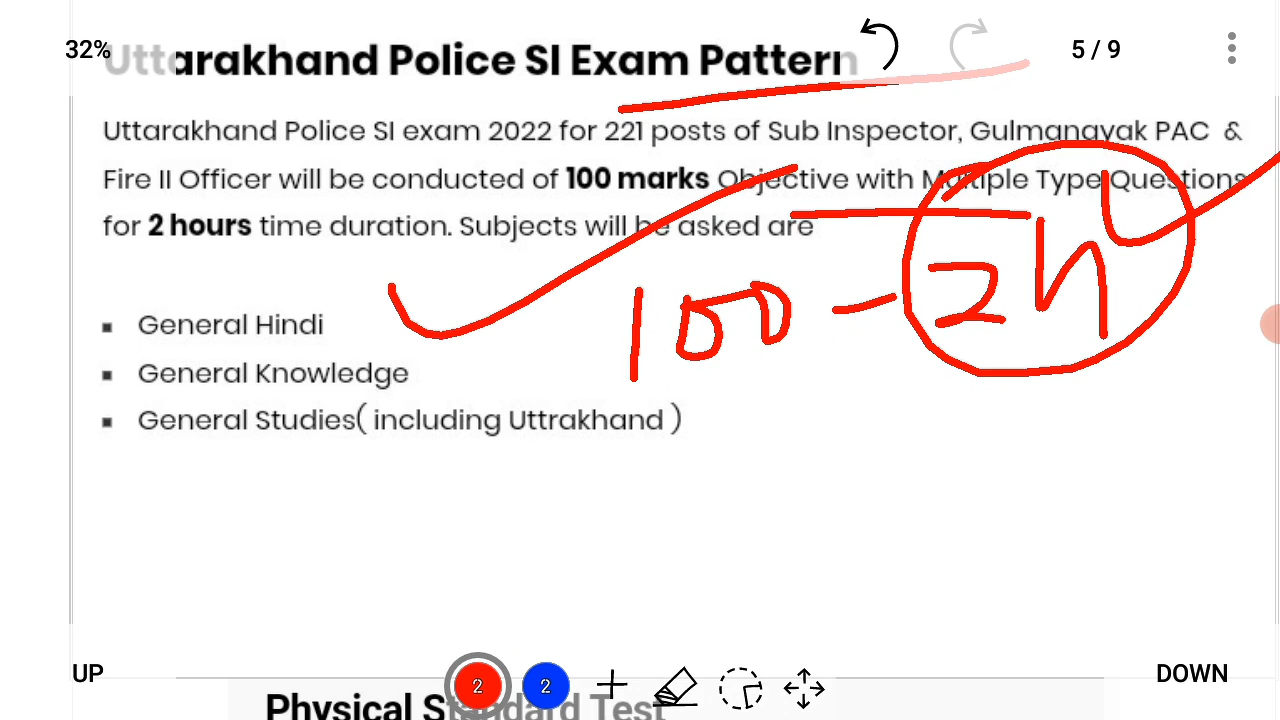 32%
Uttarakhand Police SI Exam Pattern
5 / 9
Uttarakhand Police SI exam 2022 for 221 posts of Sub Inspector, Gulmanayak PAC &
Fire II Officer will be conducted of 100 marks Objective with Multiple Type Questions
for 2 hours time duration. Subjects will be asked are
100 - 2hr
▪ General Hindi
▪ General Knowledge
▪ General Studies( including Uttrakhand )
UP
2
2
DOWN
Physical Standard Test